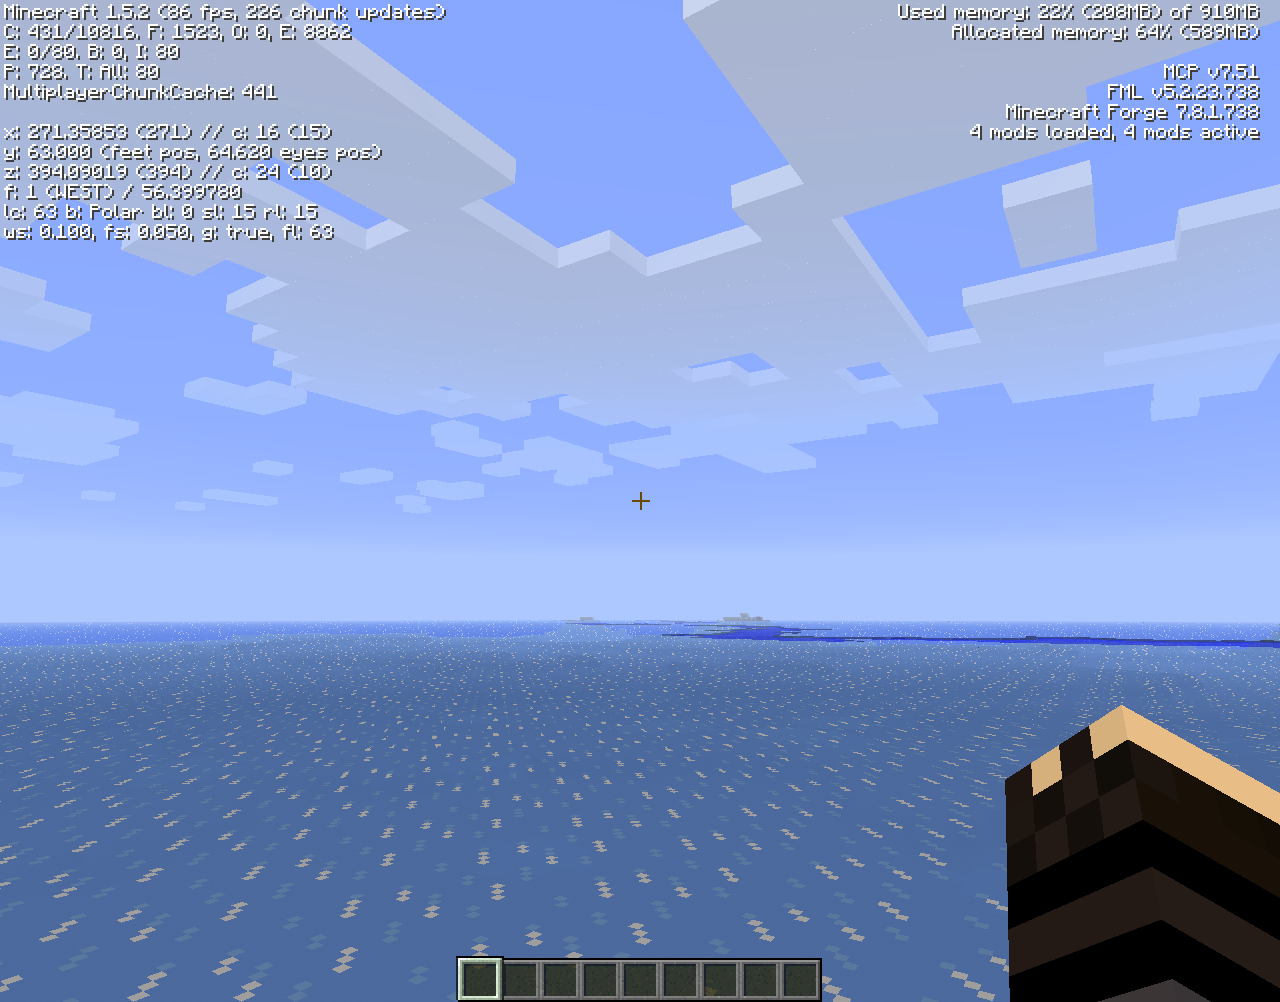 Minecraft 1.5.2 (86 fps, 226 chunk updates)
C: 431/10816. F: 1523, O: 0, E: 8862
E: 0/80. B: 0, I: 80
P: 728. T: All: 80
MultiplayerChunkCache: 441
x: 271.35853 (271) // c: 16 (15)
y: 63.000 (feet pos, 64.620 eyes pos)
z: 394.09019 (394) // c: 24 (10)
f: 1 (WEST) / 56.399780
lc: 63 b: Polar bl: 0 sl: 15 rl: 15
ws: 0.100, fs: 0.050, g: true, fl: 63
Used memory: 22% (208MB) of 910MB
Allocated memory: 64% (589MB)
MCP v7.51
FML v5.2.23.738
Minecraft Forge 7.8.1.738
4 mods loaded, 4 mods active